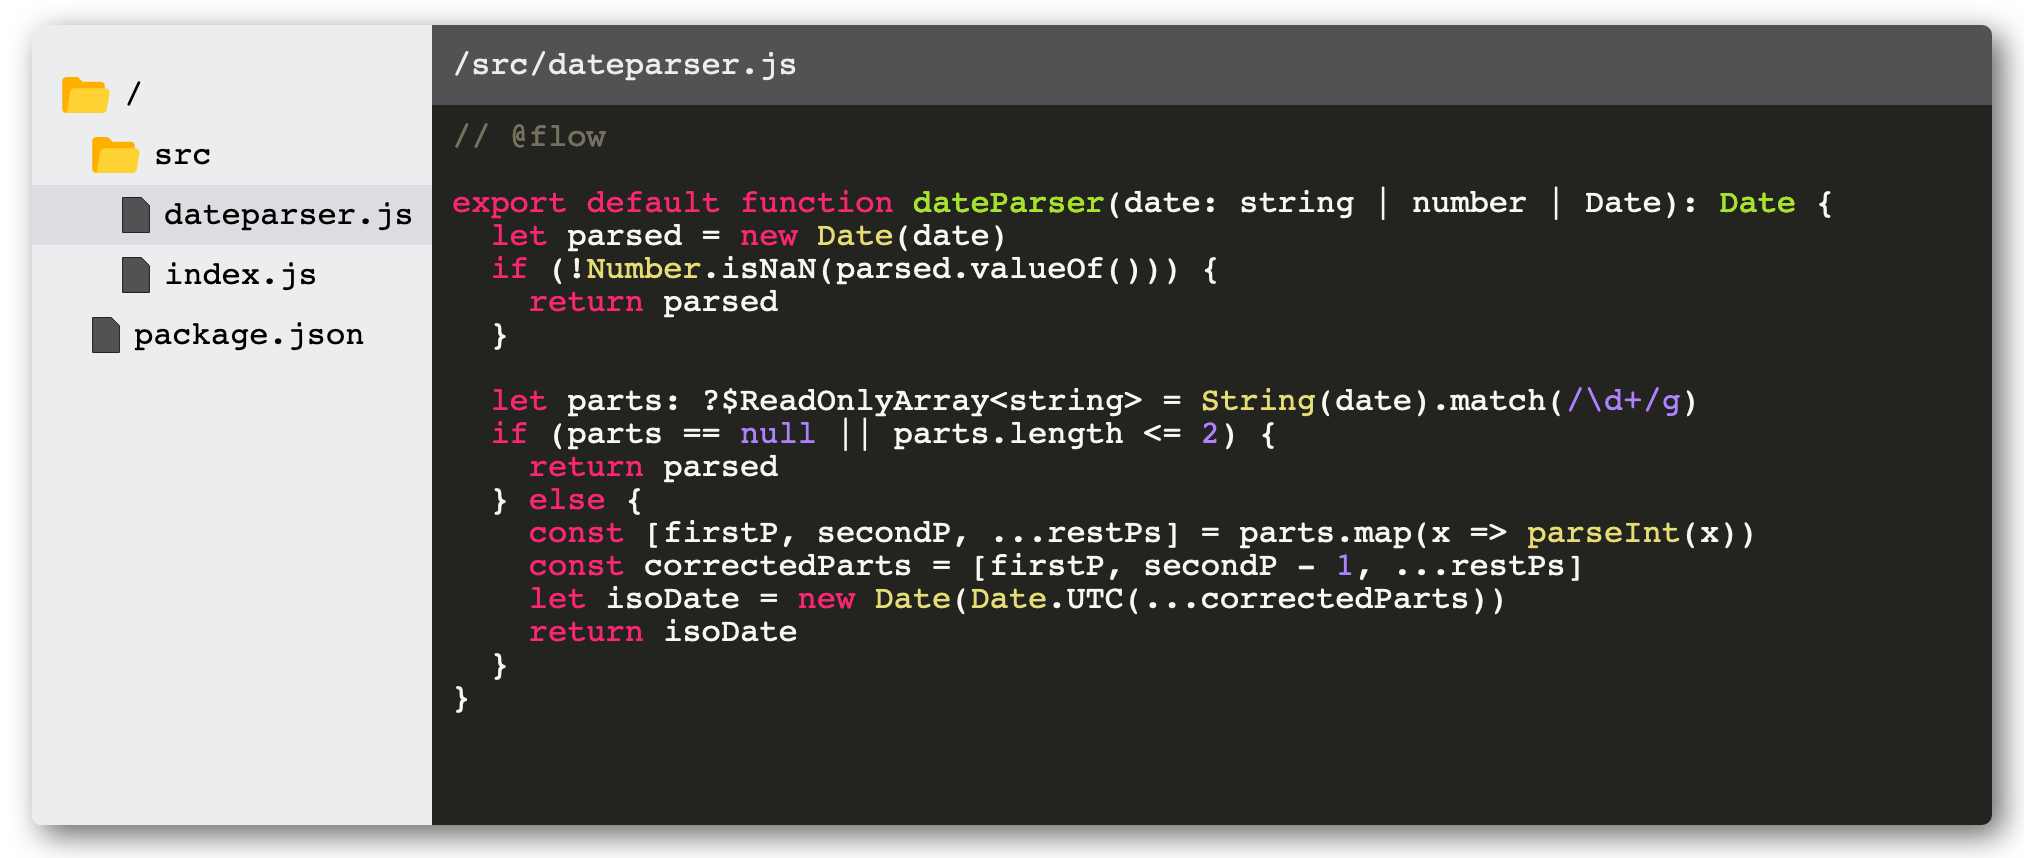 /
src
dateparser.js
index.js
package.json
/src/dateparser.js
// @flow
export default function dateParser(date: string | number | Date): Date {
  let parsed = new Date(date)
  if (!Number.isNaN(parsed.valueOf())) {
    return parsed
  }
  let parts: ?$ReadOnlyArray<string> = String(date).match(/\d+/g)
  if (parts == null || parts.length <= 2) {
    return parsed
  } else {
    const [firstP, secondP, ...restPs] = parts.map(x => parseInt(x))
    const correctedParts = [firstP, secondP - 1, ...restPs]
    let isoDate = new Date(Date.UTC(...correctedParts))
    return isoDate
  }
}